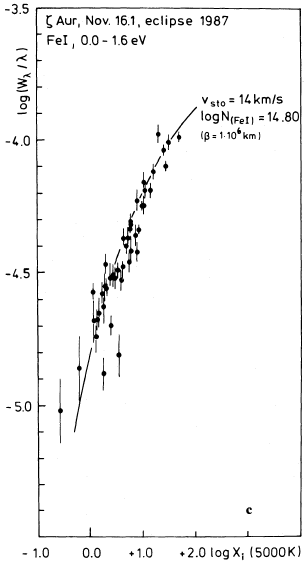 -3.5
ζ Aur, Nov. 16.1, eclipse 1987
FeI, 0.0 - 1.6 eV
log(Wλ/λ)
v sto = 14 km/s
log N(FeI) = 14.80
(β = 1·10⁶ km)
-4.0
-4.5
-5.0
c
-1.0 0.0 +1.0 +2.0 log Xi (5000K)